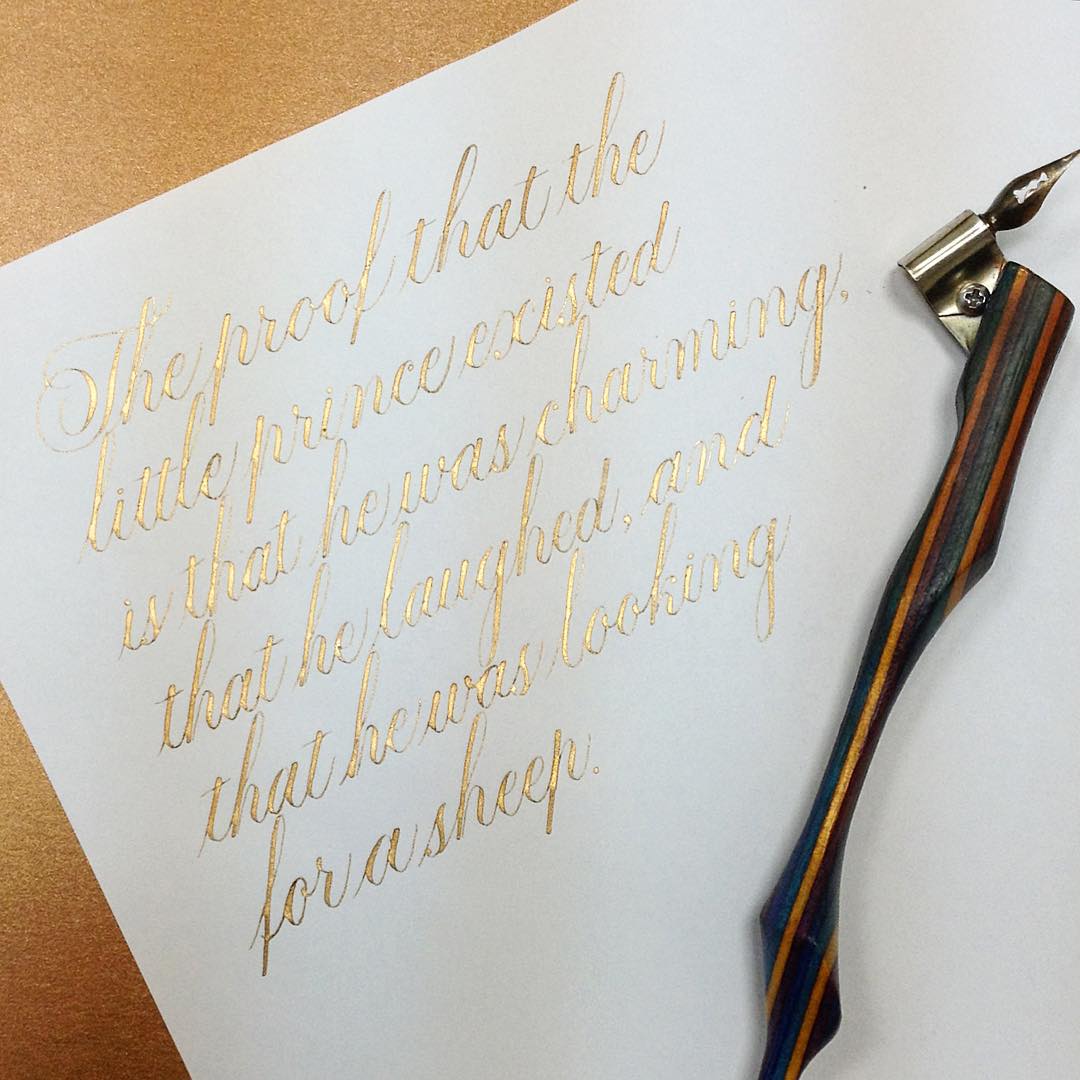 The proof that the
little prince existed
is that he was charming,
that he laughed, and
that he was looking
for a sheep.